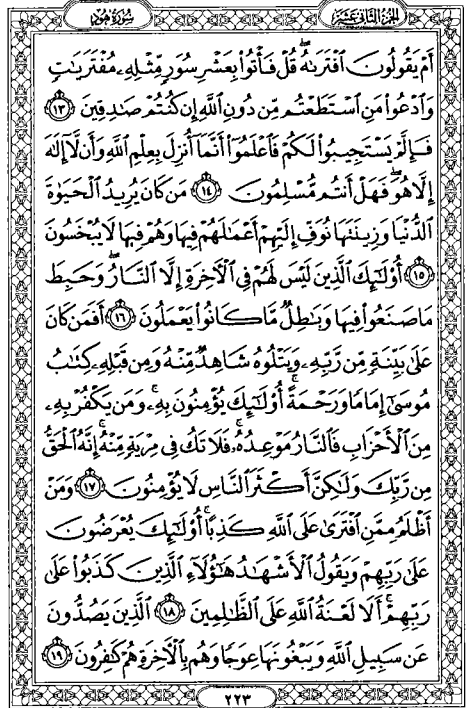 الجزء الثاني عشر
سورة هود
أَمْ يَقُولُونَ ٱفْتَرَىٰهُ ۖ قُلْ فَأْتُوا۟ بِعَشْرِ سُوَرٍ مِّثْلِهِۦ مُفْتَرَيَـٰتٍ
وَٱدْعُوا۟ مَنِ ٱسْتَطَعْتُم مِّن دُونِ ٱللَّهِ إِن كُنتُمْ صَـٰدِقِينَ ١٣
فَإِلَّمْ يَسْتَجِيبُوا۟ لَكُمْ فَٱعْلَمُوٓا۟ أَنَّمَآ أُنزِلَ بِعِلْمِ ٱللَّهِ وَأَن لَّآ إِلَـٰهَ
إِلَّا هُوَ ۖ فَهَلْ أَنتُم مُّسْلِمُونَ ١٤ مَن كَانَ يُرِيدُ ٱلْحَيَوٰةَ
ٱلدُّنْيَا وَزِينَتَهَا نُوَفِّ إِلَيْهِمْ أَعْمَـٰلَهُمْ فِيهَا وَهُمْ فِيهَا لَا يُبْخَسُونَ
١٥ أُو۟لَـٰٓئِكَ ٱلَّذِينَ لَيْسَ لَهُمْ فِى ٱلْـَٔاخِرَةِ إِلَّا ٱلنَّارُ ۖ وَحَبِطَ
مَا صَنَعُوا۟ فِيهَا وَبَـٰطِلٌ مَّا كَانُوا۟ يَعْمَلُونَ ١٦ أَفَمَن كَانَ
عَلَىٰ بَيِّنَةٍ مِّن رَّبِّهِۦ وَيَتْلُوهُ شَاهِدٌ مِّنْهُ وَمِن قَبْلِهِۦ كِتَـٰبُ
مُوسَىٰٓ إِمَامًا وَرَحْمَةً ۚ أُو۟لَـٰٓئِكَ يُؤْمِنُونَ بِهِۦ ۚ وَمَن يَكْفُرْ بِهِۦ
مِنَ ٱلْأَحْزَابِ فَٱلنَّارُ مَوْعِدُهُۥ ۚ فَلَا تَكُ فِى مِرْيَةٍ مِّنْهُ ۚ إِنَّهُ ٱلْحَقُّ
مِن رَّبِّكَ وَلَـٰكِنَّ أَكْثَرَ ٱلنَّاسِ لَا يُؤْمِنُونَ ١٧ وَمَنْ
أَظْلَمُ مِمَّنِ ٱفْتَرَىٰ عَلَى ٱللَّهِ كَذِبًا ۚ أُو۟لَـٰٓئِكَ يُعْرَضُونَ
عَلَىٰ رَبِّهِمْ وَيَقُولُ ٱلْأَشْهَـٰدُ هَـٰٓؤُلَآءِ ٱلَّذِينَ كَذَبُوا۟ عَلَىٰ
رَبِّهِمْ ۚ أَلَا لَعْنَةُ ٱللَّهِ عَلَى ٱلظَّـٰلِمِينَ ١٨ ٱلَّذِينَ يَصُدُّونَ
عَن سَبِيلِ ٱللَّهِ وَيَبْغُونَهَا عِوَجًا وَهُم بِٱلْـَٔاخِرَةِ هُمْ كَـٰفِرُونَ ١٩
٢٢٣